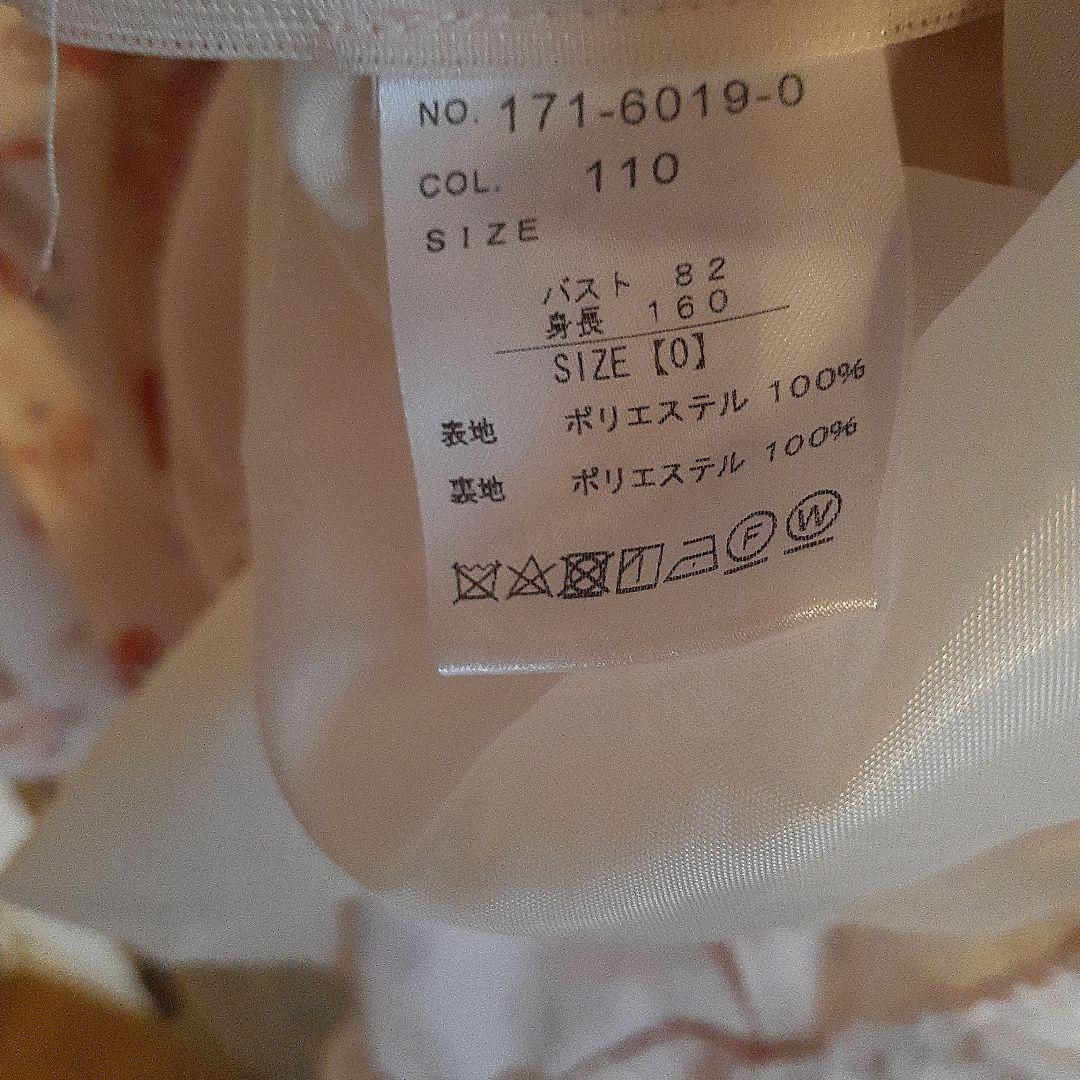 NO. 171-6019-0
COL. 110
SIZE
バスト 82
身長 160
SIZE【0】
表地 ポリエステル 100%
裏地 ポリエステル 100%
F W